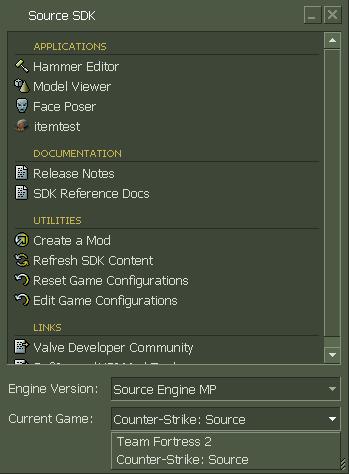 Source SDK
APPLICATIONS
Hammer Editor
Model Viewer
Face Poser
itemtest
DOCUMENTATION
Release Notes
SDK Reference Docs
UTILITIES
Create a Mod
Refresh SDK Content
Reset Game Configurations
Edit Game Configurations
LINKS
Valve Developer Community
Engine Version: Source Engine MP
Current Game: Counter-Strike: Source
Team Fortress 2
Counter-Strike: Source